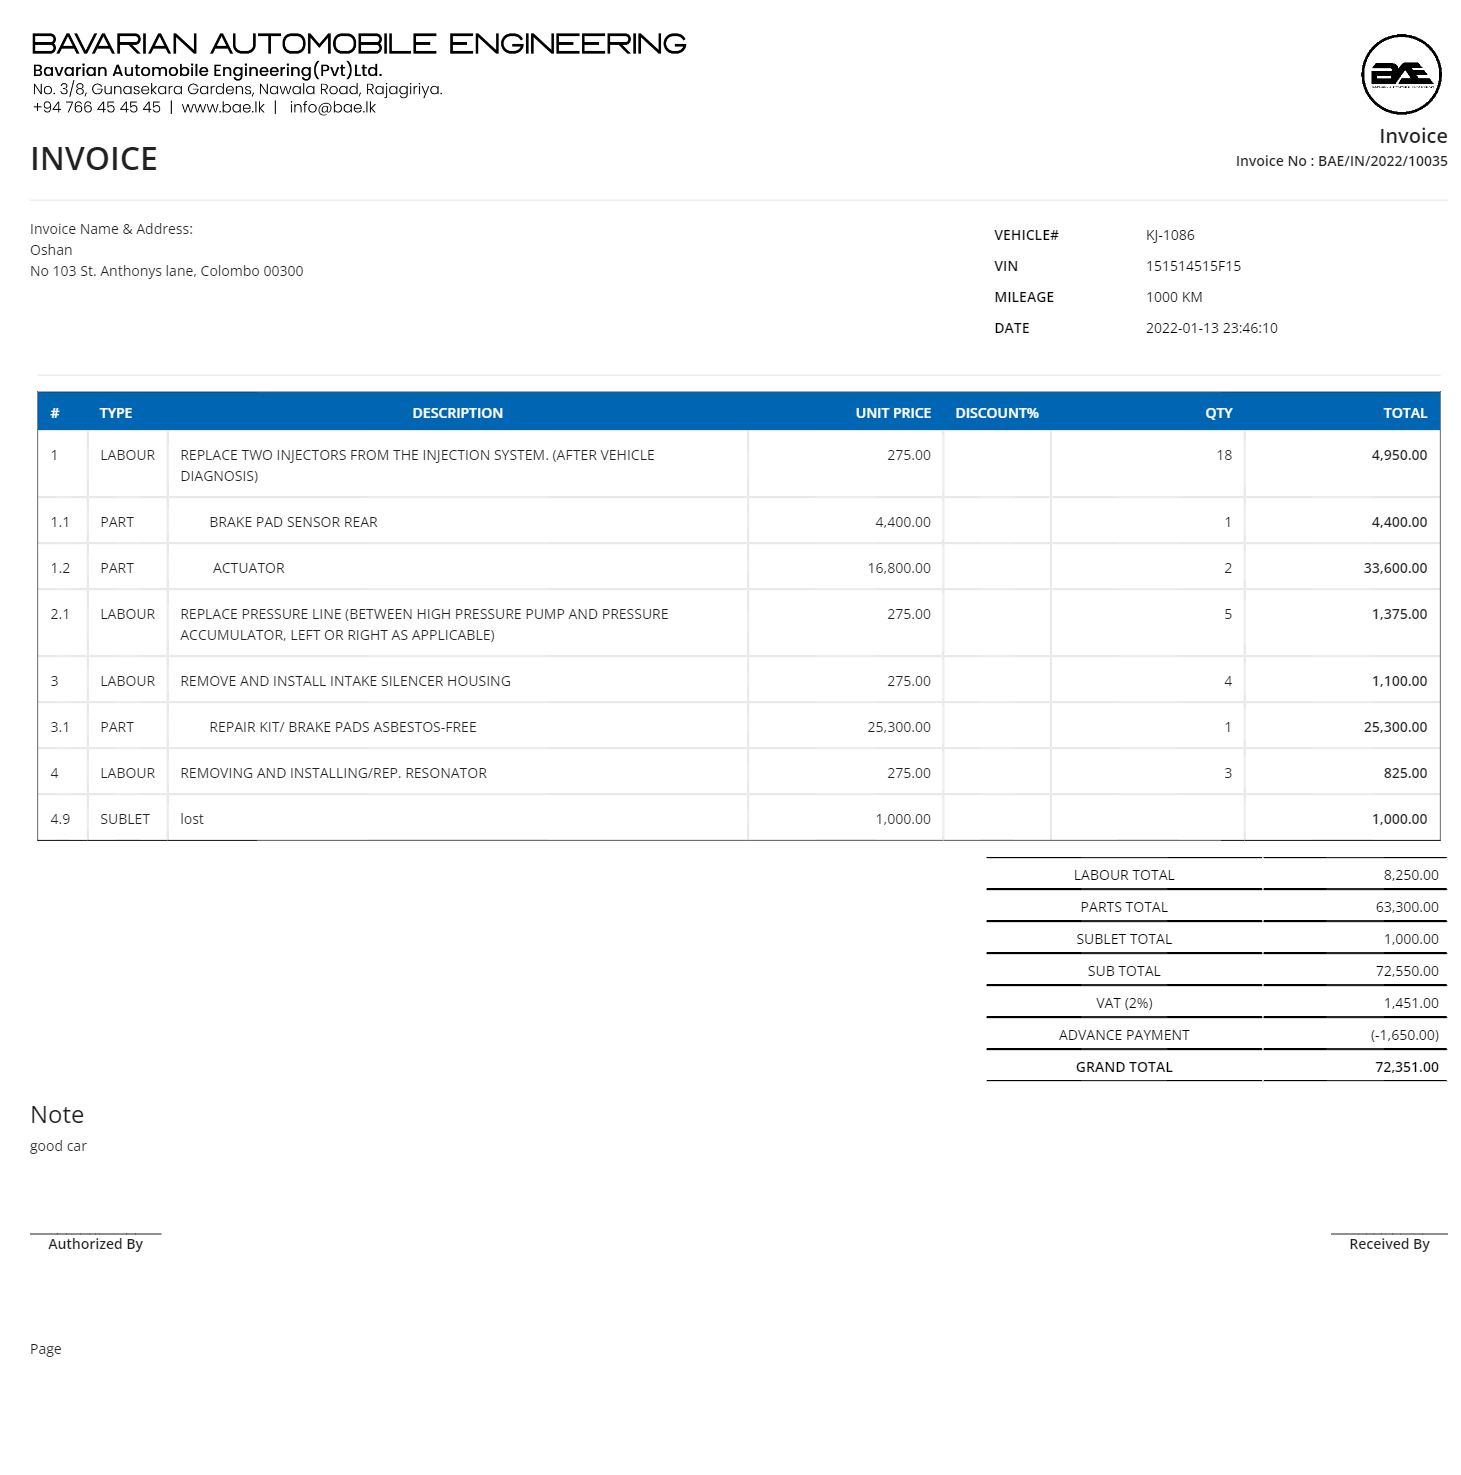 BAVARIAN AUTOMOBILE ENGINEERING
Bavarian Automobile Engineering(Pvt)Ltd.
No. 3/8, Gunasekara Gardens, Nawala Road, Rajagiriya.
+94 766 45 45 45 | www.bae.lk | info@bae.lk
BAE
INVOICE
Invoice
Invoice No : BAE/IN/2022/10035
Invoice Name & Address:
Oshan
No 103 St. Anthonys lane, Colombo 00300
VEHICLE# KJ-1086
VIN 151514515F15
MILEAGE 1000 KM
DATE 2022-01-13 23:46:10
# TYPE DESCRIPTION UNIT PRICE DISCOUNT% QTY TOTAL
1 LABOUR REPLACE TWO INJECTORS FROM THE INJECTION SYSTEM. (AFTER VEHICLE 275.00 18 4,950.00
DIAGNOSIS)
1.1 PART BRAKE PAD SENSOR REAR 4,400.00 1 4,400.00
1.2 PART ACTUATOR 16,800.00 2 33,600.00
2.1 LABOUR REPLACE PRESSURE LINE (BETWEEN HIGH PRESSURE PUMP AND PRESSURE 275.00 5 1,375.00
ACCUMULATOR, LEFT OR RIGHT AS APPLICABLE)
3 LABOUR REMOVE AND INSTALL INTAKE SILENCER HOUSING 275.00 4 1,100.00
3.1 PART REPAIR KIT/ BRAKE PADS ASBESTOS-FREE 25,300.00 1 25,300.00
4 LABOUR REMOVING AND INSTALLING/REP. RESONATOR 275.00 3 825.00
4.9 SUBLET lost 1,000.00 1,000.00
LABOUR TOTAL 8,250.00
PARTS TOTAL 63,300.00
SUBLET TOTAL 1,000.00
SUB TOTAL 72,550.00
VAT (2%) 1,451.00
ADVANCE PAYMENT (-1,650.00)
GRAND TOTAL 72,351.00
Note
good car
Authorized By
Received By
Page